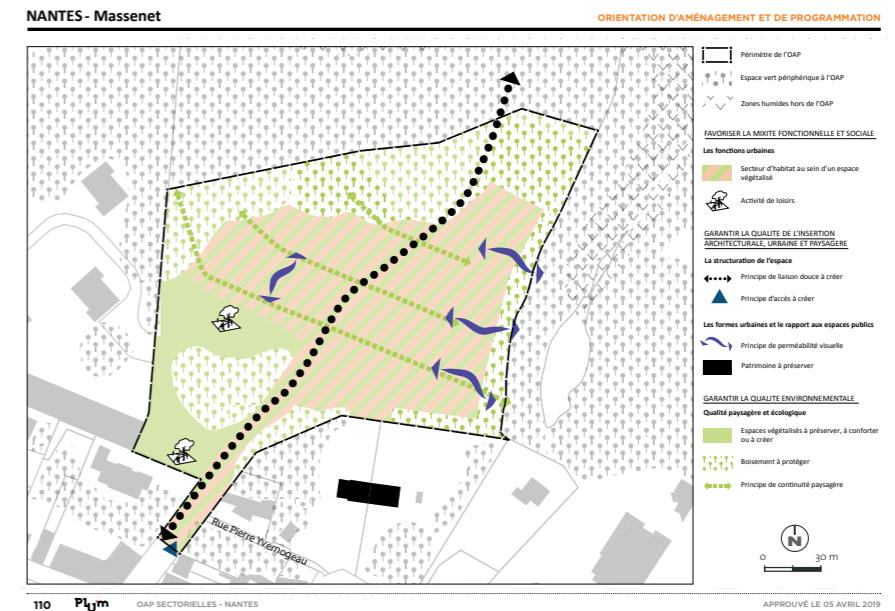 NANTES - Massenet
ORIENTATION D'AMÉNAGEMENT ET DE PROGRAMMATION
Périmètre de l'OAP
Espace vert périphérique à l'OAP
Zones humides hors de l'OAP
FAVORISER LA MIXITE FONCTIONNELLE ET SOCIALE
Les fonctions urbaines
Secteur d'habitat au sein d'un espace
végétalisé
Activité de loisirs
GARANTIR LA QUALITE DE L'INSERTION
ARCHITECTURALE, URBAINE ET PAYSAGERE
La structuration de l'espace
Principe de liaison douce à créer
Principe d'accès à créer
Les formes urbaines et le rapport aux espaces publics
Principe de perméabilité visuelle
Patrimoine à préserver
GARANTIR LA QUALITE ENVIRONNEMENTALE
Qualité paysagère et écologique
Espaces végétalisés à préserver, à conforter
ou à créer
Boisement à protéger
Principe de continuité paysagère
Rue Pierre Yvernogeau
N
0 30 m
110 PLUm OAP SECTORIELLES - NANTES
APPROUVÉ LE 05 AVRIL 2019